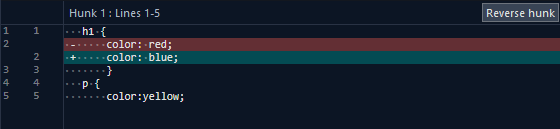 Hunk 1 : Lines 1-5 Reverse hunk
1 1 h1 {
2 - color: red;
2 + color: blue;
3 3 }
4 4 p {
5 5 color:yellow;